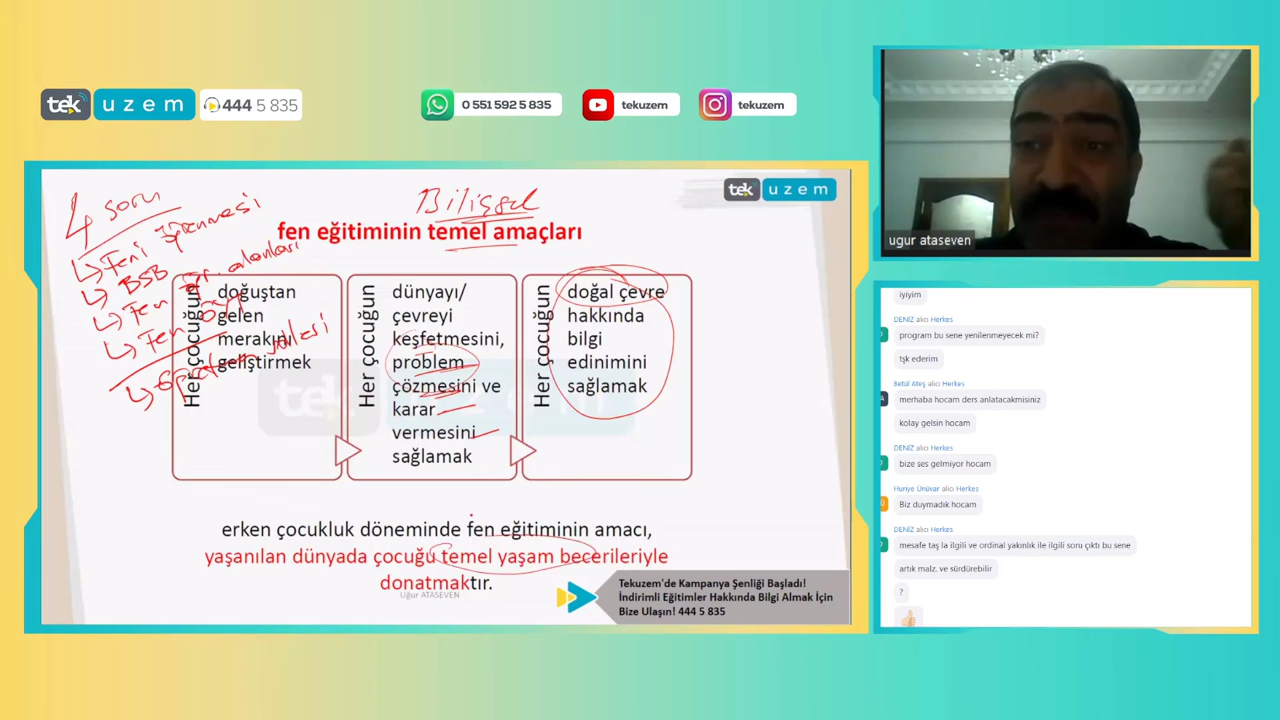 tek uzem 444 5 835
0 551 592 5 835
tekuzem
tekuzem
ugur ataseven
tek uzem
4 soru
Bilişsel
fen eğitiminin temel amaçları
BSB
Her çocuğun
doğuştan
gelen
merakını
geliştirmek
Her çocuğun
dünyayı/
çevreyi
keşfetmesini,
problem
çözmesini ve
karar
vermesini
sağlamak
Her çocuğun
doğal çevre
hakkında
bilgi
edinimini
sağlamak
erken çocukluk döneminde fen eğitiminin amacı,
yaşanılan dünyada çocuğu temel yaşam becerileriyle
donatmaktır.
Uğur ATASEVEN
Tekuzem'de Kampanya Şenliği Başladı!
İndirimli Eğitimler Hakkında Bilgi Almak İçin
Bize Ulaşın! 444 5 835
iyiyim
DENİZ alıcı Herkes
program bu sene yenilenmeyecek mi?
tşk ederim
Betül Ateş alıcı Herkes
merhaba hocam ders anlatacakmisiniz
kolay gelsin hocam
DENİZ alıcı Herkes
bize ses gelmiyor hocam
Huriye Ünüvar alıcı Herkes
Biz duymadık hocam
DENİZ alıcı Herkes
mesafe taş la ilgili ve ordinal yakınlık ile ilgili soru çıktı bu sene
artık malz. ve sürdürebilir
?